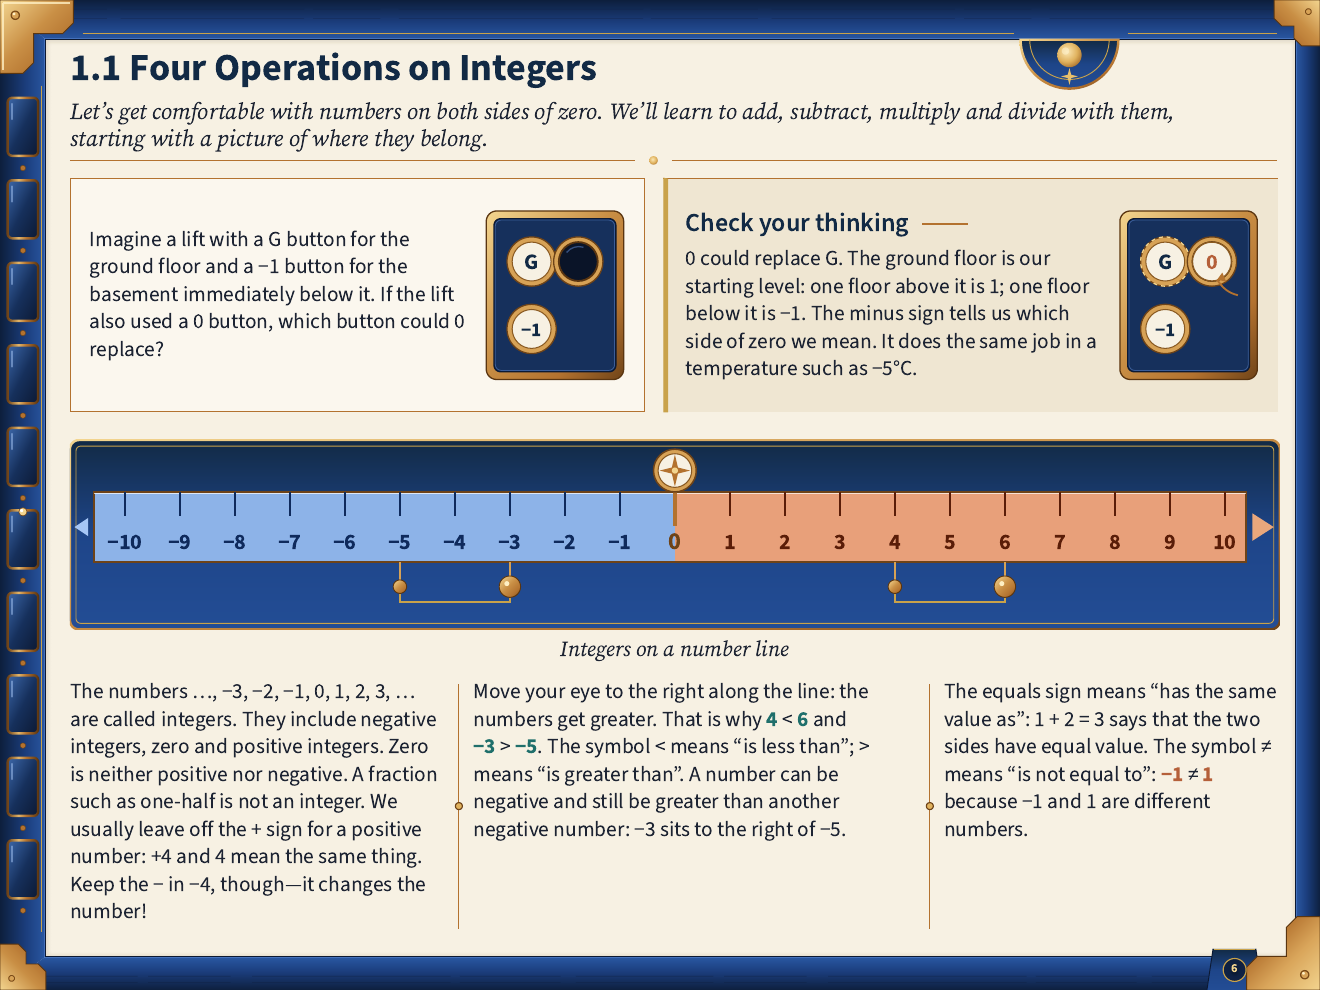 1.1 Four Operations on Integers
Let’s get comfortable with numbers on both sides of zero. We’ll learn to add, subtract, multiply and divide with them,
starting with a picture of where they belong.
Imagine a lift with a G button for the
ground floor and a −1 button for the
basement immediately below it. If the lift
also used a 0 button, which button could 0
replace?
G
−1
Check your thinking
0 could replace G. The ground floor is our
starting level: one floor above it is 1; one floor
below it is −1. The minus sign tells us which
side of zero we mean. It does the same job in a
temperature such as −5°C.
G 0
−1
−10 −9 −8 −7 −6 −5 −4 −3 −2 −1 0 1 2 3 4 5 6 7 8 9 10
Integers on a number line
The numbers …, −3, −2, −1, 0, 1, 2, 3, …
are called integers. They include negative
integers, zero and positive integers. Zero
is neither positive nor negative. A fraction
such as one-half is not an integer. We
usually leave off the + sign for a positive
number: +4 and 4 mean the same thing.
Keep the − in −4, though—it changes the
number!
Move your eye to the right along the line: the
numbers get greater. That is why 4 < 6 and
−3 > −5. The symbol < means “is less than”; >
means “is greater than”. A number can be
negative and still be greater than another
negative number: −3 sits to the right of −5.
The equals sign means “has the same
value as”: 1 + 2 = 3 says that the two
sides have equal value. The symbol ≠
means “is not equal to”: −1 ≠ 1
because −1 and 1 are different
numbers.
6